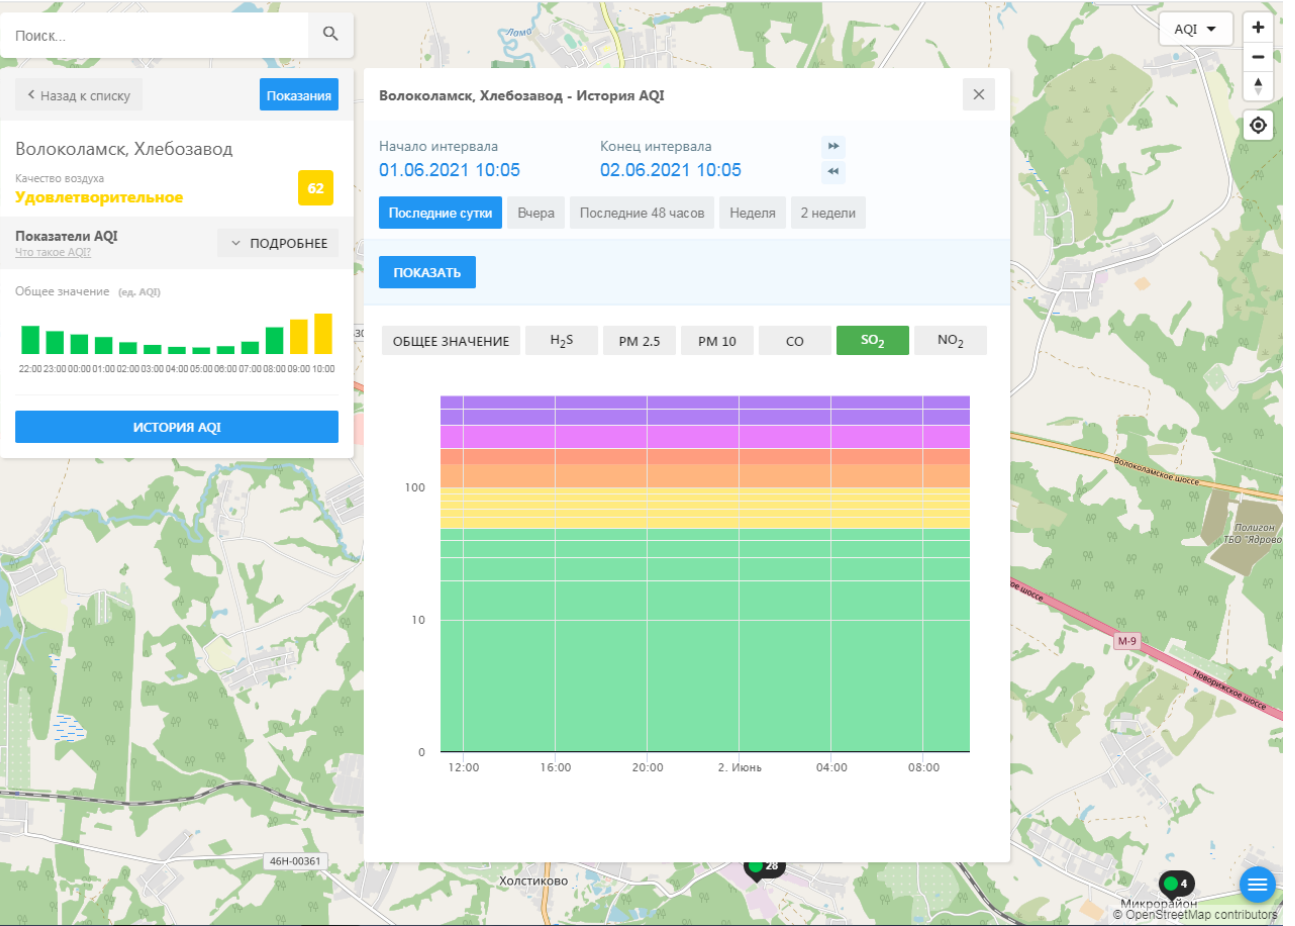 Поиск...
AQI
Назад к списку
Показания
Волоколамск, Хлебозавод
Качество воздуха
Удовлетворительное
62
Показатели AQI
Что такое AQI?
ПОДРОБНЕЕ
Общее значение (ед. AQI)
22:00 23:00 00:00 01:00 02:00 03:00 04:00 05:00 06:00 07:00 08:00 09:00 10:00
ИСТОРИЯ AQI
Волоколамск, Хлебозавод - История AQI
Начало интервала
01.06.2021 10:05
Конец интервала
02.06.2021 10:05
Последние сутки
Вчера
Последние 48 часов
Неделя
2 недели
ПОКАЗАТЬ
ОБЩЕЕ ЗНАЧЕНИЕ
H2S
PM 2.5
PM 10
CO
SO2
NO2
100
10
0
12:00 16:00 20:00 2. Июнь 04:00 08:00
Лама
Волоколамское шоссе
Полигон
ТБО "Ядрово
М-9
Новорижское шоссе
46Н-00361
Холстиково
28
4
Микрорайон
© OpenStreetMap contributors